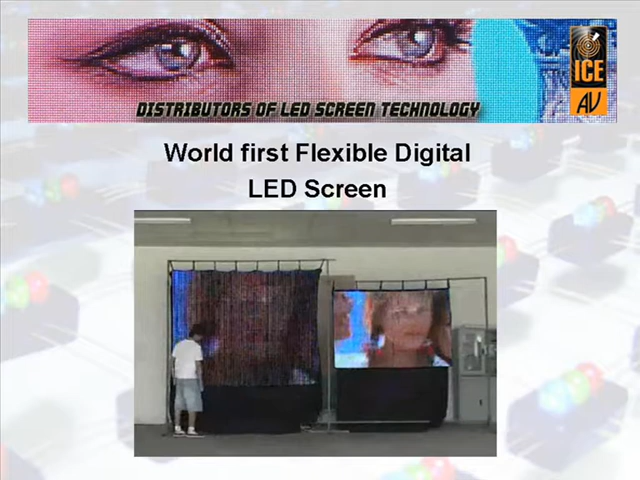 DISTRIBUTORS OF LED SCREEN TECHNOLOGY
ICE
AV
World first Flexible Digital
LED Screen